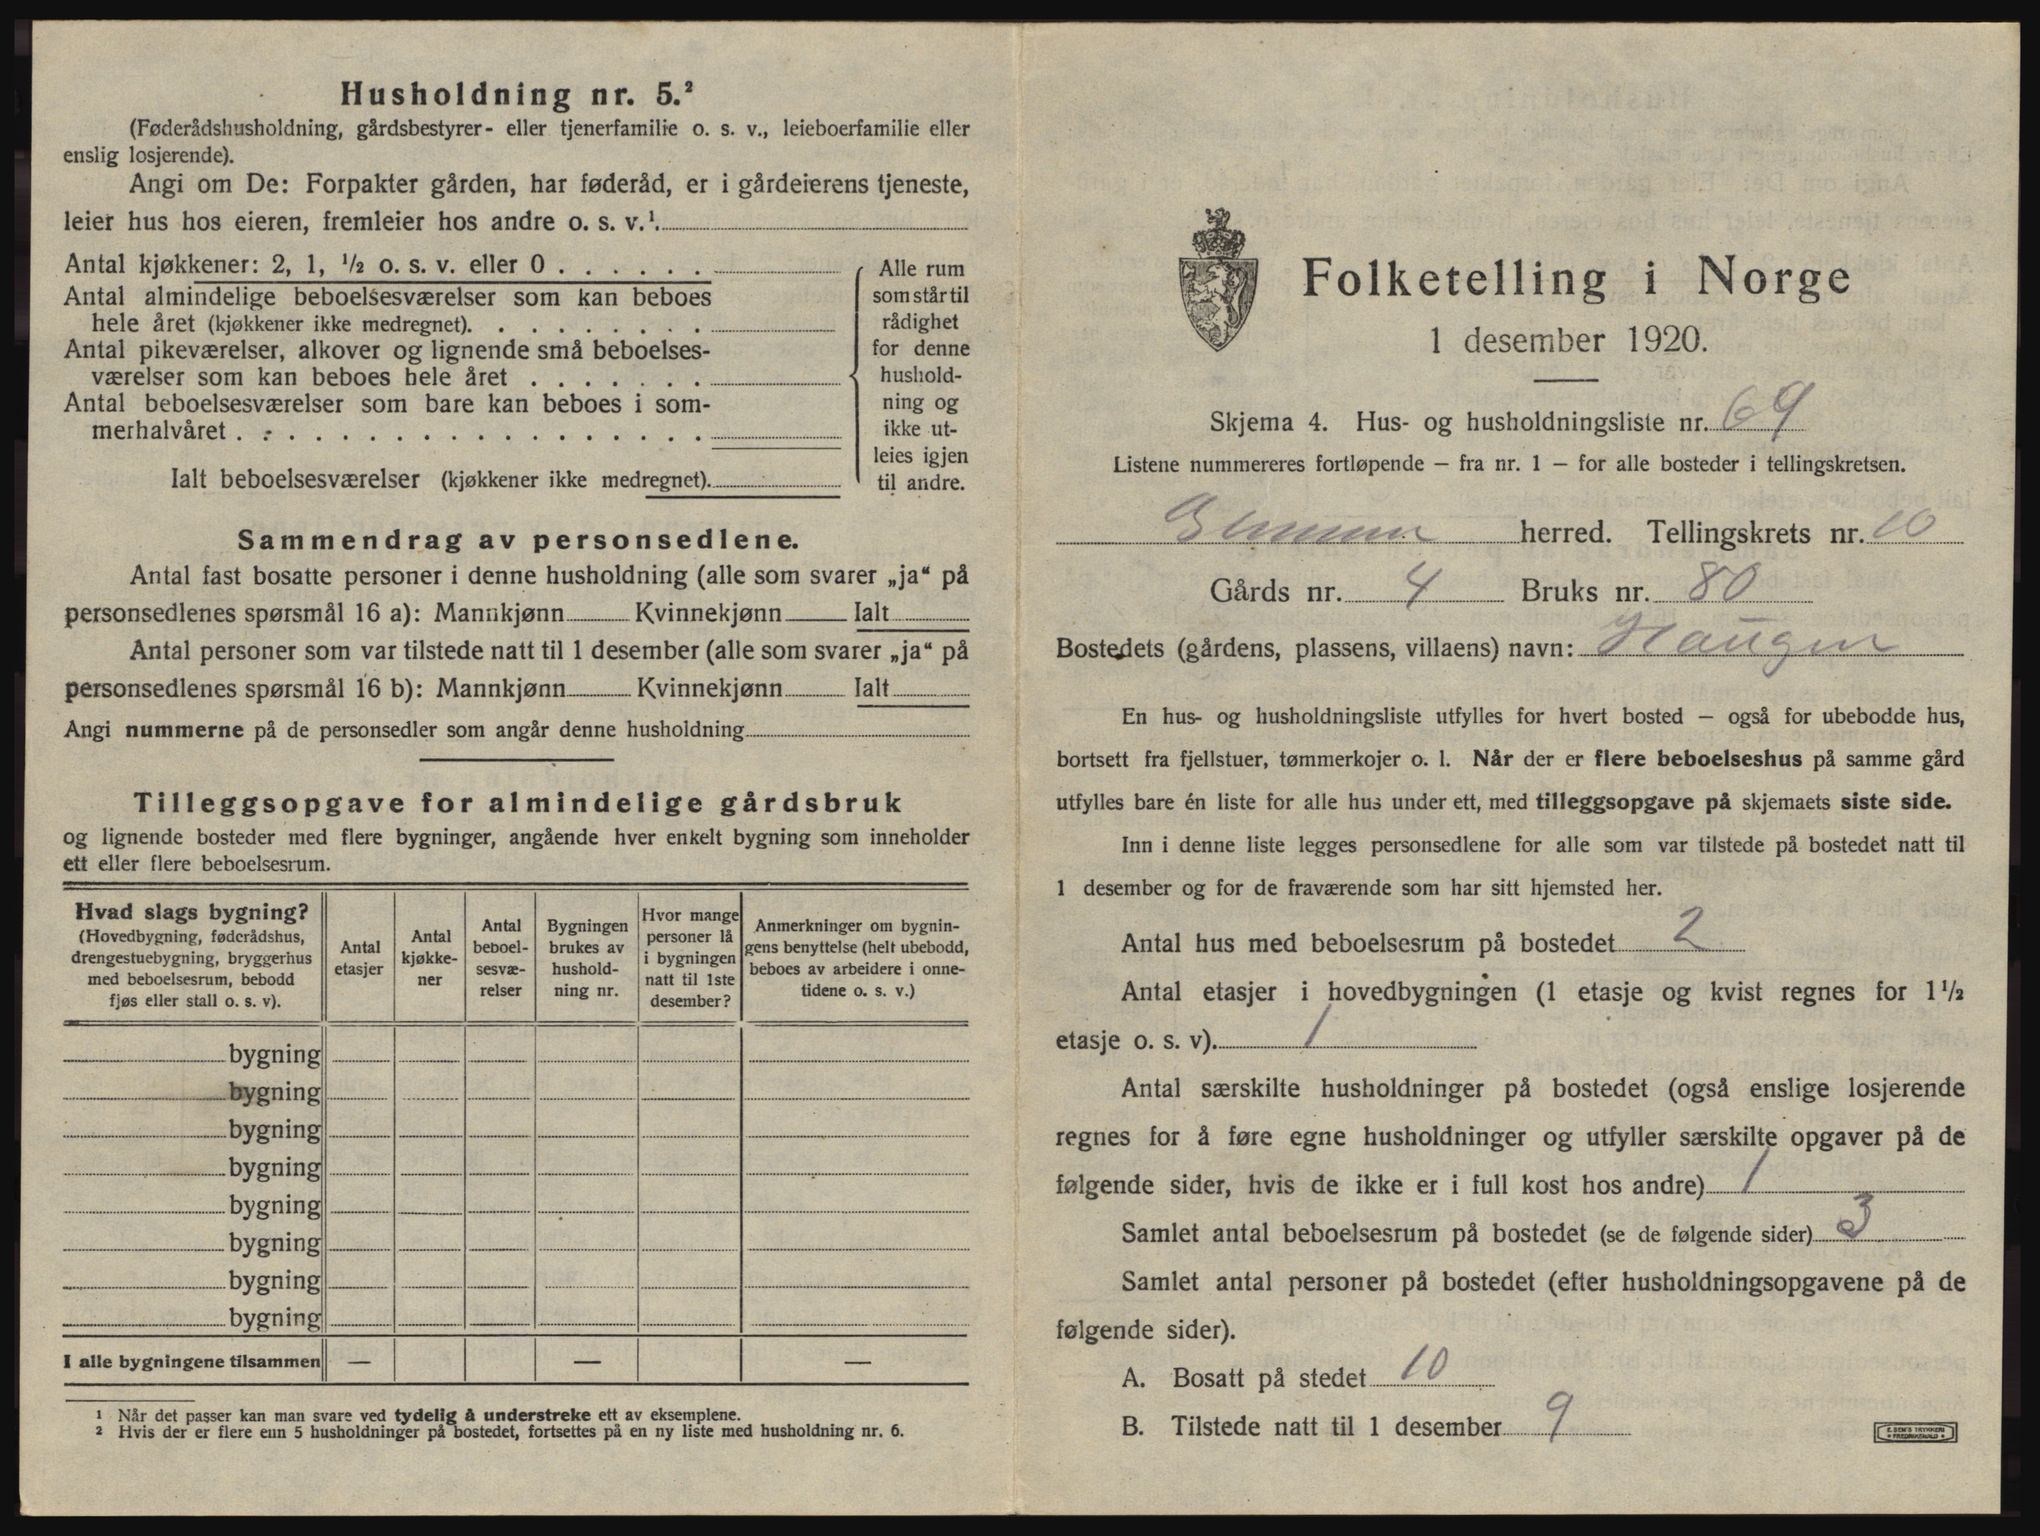 Husholdning nr. 5.²
(Føderådshusholdning, gårdsbestyrer- eller tjenerfamilie o. s. v., leieboerfamilie eller
enslig losjerende).
Angi om De: Forpakter gården, har føderåd, er i gårdeierens tjeneste,
leier hus hos eieren, fremleier hos andre o. s. v.¹.
Antal kjøkkener: 2, 1, ½ o. s. v. eller 0 . . . . . .
Antal almindelige beboelsesværelser som kan beboes
hele året (kjøkkener ikke medregnet). . . . . . . . .
Antal pikeværelser, alkover og lignende små beboelses-
værelser som kan beboes hele året . . . . . . .
Antal beboelsesværelser som bare kan beboes i som-
merhalvåret . . . . . . . . . . . . . . . . . .
Alle rum
som står til
rådighet
for denne
hushold-
ning og
ikke ut-
leies igjen
til andre.
Ialt beboelsesværelser (kjøkkener ikke medregnet).
Sammendrag av personsedlene.
Antal fast bosatte personer i denne husholdning (alle som svarer „ja“ på
personsedlenes spørsmål 16 a): Mannkjønn Kvinnekjønn Ialt
Antal personer som var tilstede natt til 1 desember (alle som svarer „ja“ på
personsedlenes spørsmål 16 b): Mannkjønn Kvinnekjønn Ialt
Angi nummerne på de personsedler som angår denne husholdning
Tilleggsopgave for almindelige gårdsbruk
og lignende bosteder med flere bygninger, angående hver enkelt bygning som inneholder
ett eller flere beboelsesrum.
Hvad slags bygning?
(Hovedbygning, føderådshus,
drengestuebygning, bryggerhus
med beboelsesrum, bebodd
fjøs eller stall o. s. v).
Antal
etasjer
Antal
kjøkke-
ner
Antal
beboel-
sesvæ-
relser
Bygningen
brukes av
hushold-
ning nr.
Hvor mange
personer lå
i bygningen
natt til 1ste
desember?
Anmerkninger om bygnin-
gens benyttelse (helt ubebodd,
beboes av arbeidere i onne-
tidene o. s. v.)
bygning
bygning
bygning
bygning
bygning
bygning
bygning
bygning
I alle bygningene tilsammen — — —
¹ Når det passer kan man svare ved tydelig å understreke ett av eksemplene.
² Hvis der er flere enn 5 husholdninger på bostedet, fortsettes på en ny liste med husholdning nr. 6.
Folketelling i Norge
1 desember 1920.
Skjema 4. Hus- og husholdningsliste nr. 69
Listene nummereres fortløpende – fra nr. 1 – for alle bosteder i tellingskretsen.
herred. Tellingskrets nr. 10
Gårds nr. 4 Bruks nr. 80
Bostedets (gårdens, plassens, villaens) navn: Haugen
En hus- og husholdningsliste utfylles for hvert bosted – også for ubebodde hus,
bortsett fra fjellstuer, tømmerkojer o. l. Når der er flere beboelseshus på samme gård
utfylles bare én liste for alle hus under ett, med tilleggsopgave på skjemaets siste side.
Inn i denne liste legges personsedlene for alle som var tilstede på bostedet natt til
1 desember og for de fraværende som har sitt hjemsted her.
Antal hus med beboelsesrum på bostedet 2
Antal etasjer i hovedbygningen (1 etasje og kvist regnes for 1½
etasje o. s. v). 1
Antal særskilte husholdninger på bostedet (også enslige losjerende
regnes for å føre egne husholdninger og utfyller særskilte opgaver på de
følgende sider, hvis de ikke er i full kost hos andre) 1
Samlet antal beboelsesrum på bostedet (se de følgende sider) 3
Samlet antal personer på bostedet (efter husholdningsopgavene på de
følgende sider).
A. Bosatt på stedet 10
B. Tilstede natt til 1 desember 9
E. SEM'S TRYKKERI
FREDRIKSHALD